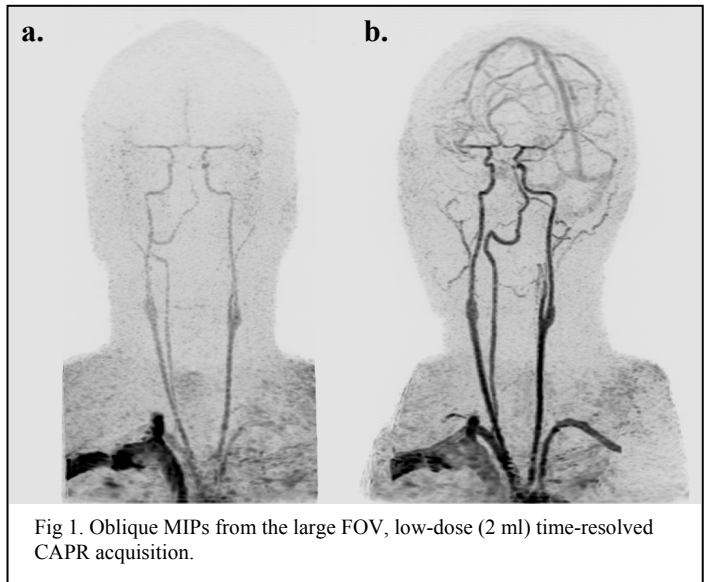 a.
b.
Fig 1. Oblique MIPs from the large FOV, low-dose (2 ml) time-resolved
CAPR acquisition.